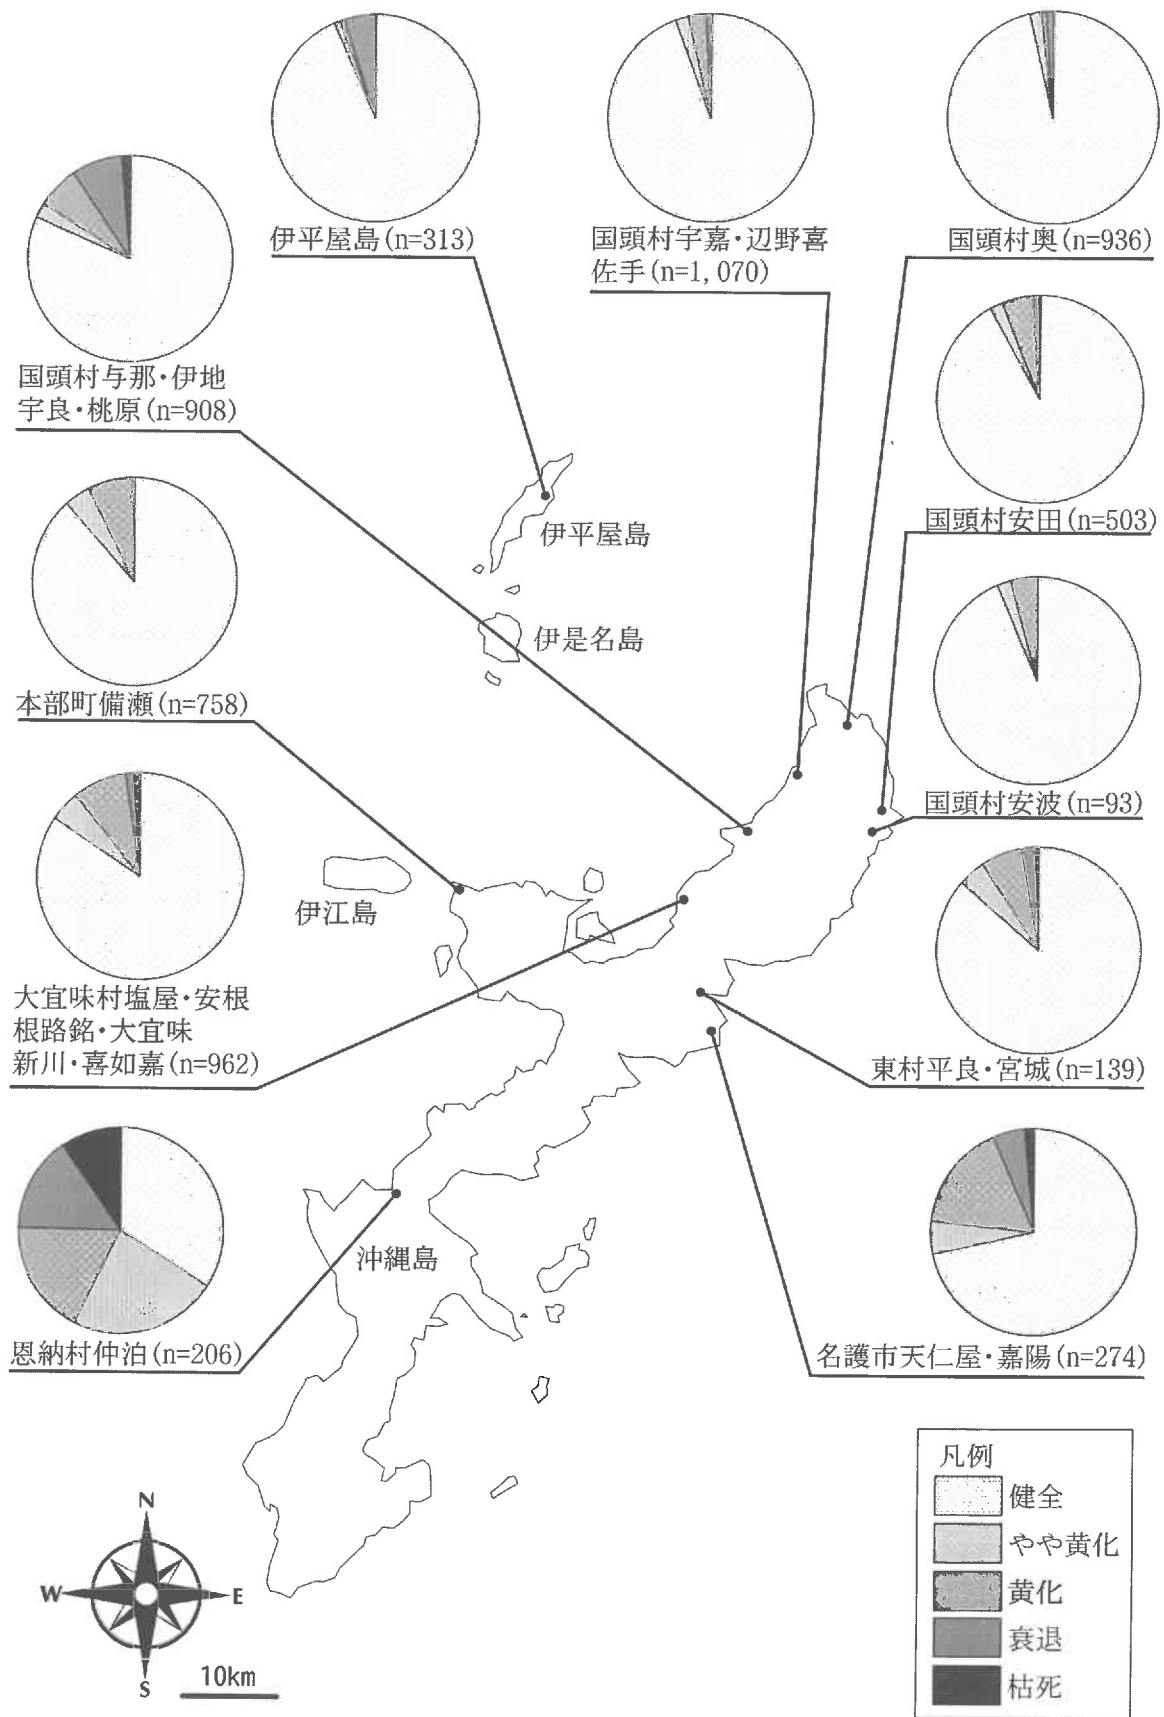 伊平屋島(n=313)
国頭村宇嘉・辺野喜
佐手(n=1,070)
国頭村奥(n=936)
国頭村与那・伊地
宇良・桃原(n=908)
国頭村安田(n=503)
伊平屋島
伊是名島
本部町備瀬(n=758)
国頭村安波(n=93)
伊江島
大宜味村塩屋・安根
根路銘・大宜味
新川・喜如嘉(n=962)
東村平良・宮城(n=139)
沖縄島
恩納村仲泊(n=206)
名護市天仁屋・嘉陽(n=274)
凡例
健全
やや黄化
黄化
衰退
枯死
N
W
E
S
10km